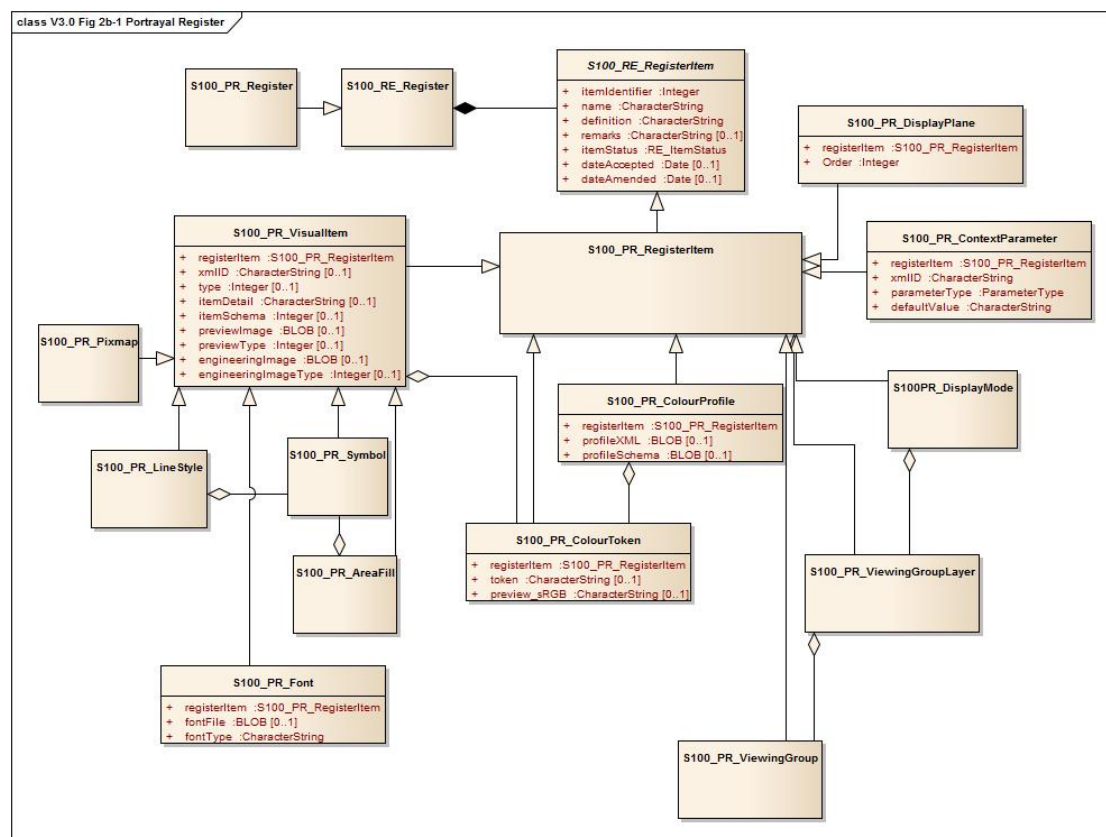 class V3.0 Fig 2b-1 Portrayal Register
S100_PR_Register
S100_RE_Register
S100_RE_RegisterItem
+ itemIdentifier :Integer
+ name :CharacterString
+ definition :CharacterString
+ remarks :CharacterString [0..1]
+ itemStatus :RE_ItemStatus
+ dateAccepted :Date [0..1]
+ dateAmended :Date [0..1]
S100_PR_DisplayPlane
+ registerItem :S100_PR_RegisterItem
+ Order :Integer
S100_PR_VisualItem
+ registerItem :S100_PR_RegisterItem
+ xmlID :CharacterString [0..1]
+ type :Integer [0..1]
+ itemDetail :CharacterString [0..1]
+ itemSchema :Integer [0..1]
+ previewImage :BLOB [0..1]
+ previewType :Integer [0..1]
+ engineeringImage :BLOB [0..1]
+ engineeringImageType :Integer [0..1]
S100_PR_RegisterItem
S100_PR_ContextParameter
+ registerItem :S100_PR_RegisterItem
+ xmlID :CharacterString
+ parameterType :ParameterType
+ defaultValue :CharacterString
S100_PR_Pixmap
S100_PR_ColourProfile
+ registerItem :S100_PR_RegisterItem
+ profileXML :BLOB [0..1]
+ profileSchema :BLOB [0..1]
S100PR_DisplayMode
S100_PR_LineStyle
S100_PR_Symbol
S100_PR_ColourToken
+ registerItem :S100_PR_RegisterItem
+ token :CharacterString [0..1]
+ preview_sRGB :CharacterString [0..1]
S100_PR_AreaFill
S100_PR_ViewingGroupLayer
S100_PR_Font
+ registerItem :S100_PR_RegisterItem
+ fontFile :BLOB [0..1]
+ fontType :CharacterString
S100_PR_ViewingGroup